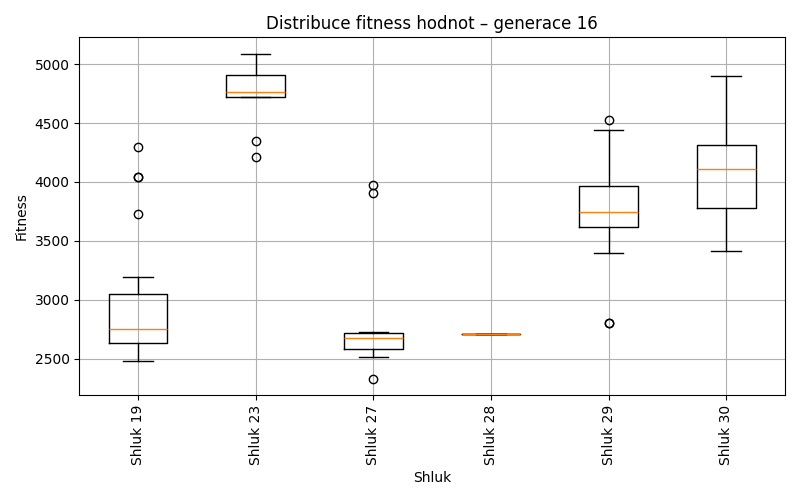 Distribuce fitness hodnot – generace 16
Fitness
5000
4500
4000
3500
3000
2500
Shluk 19
Shluk 23
Shluk 27
Shluk 28
Shluk 29
Shluk 30
Shluk